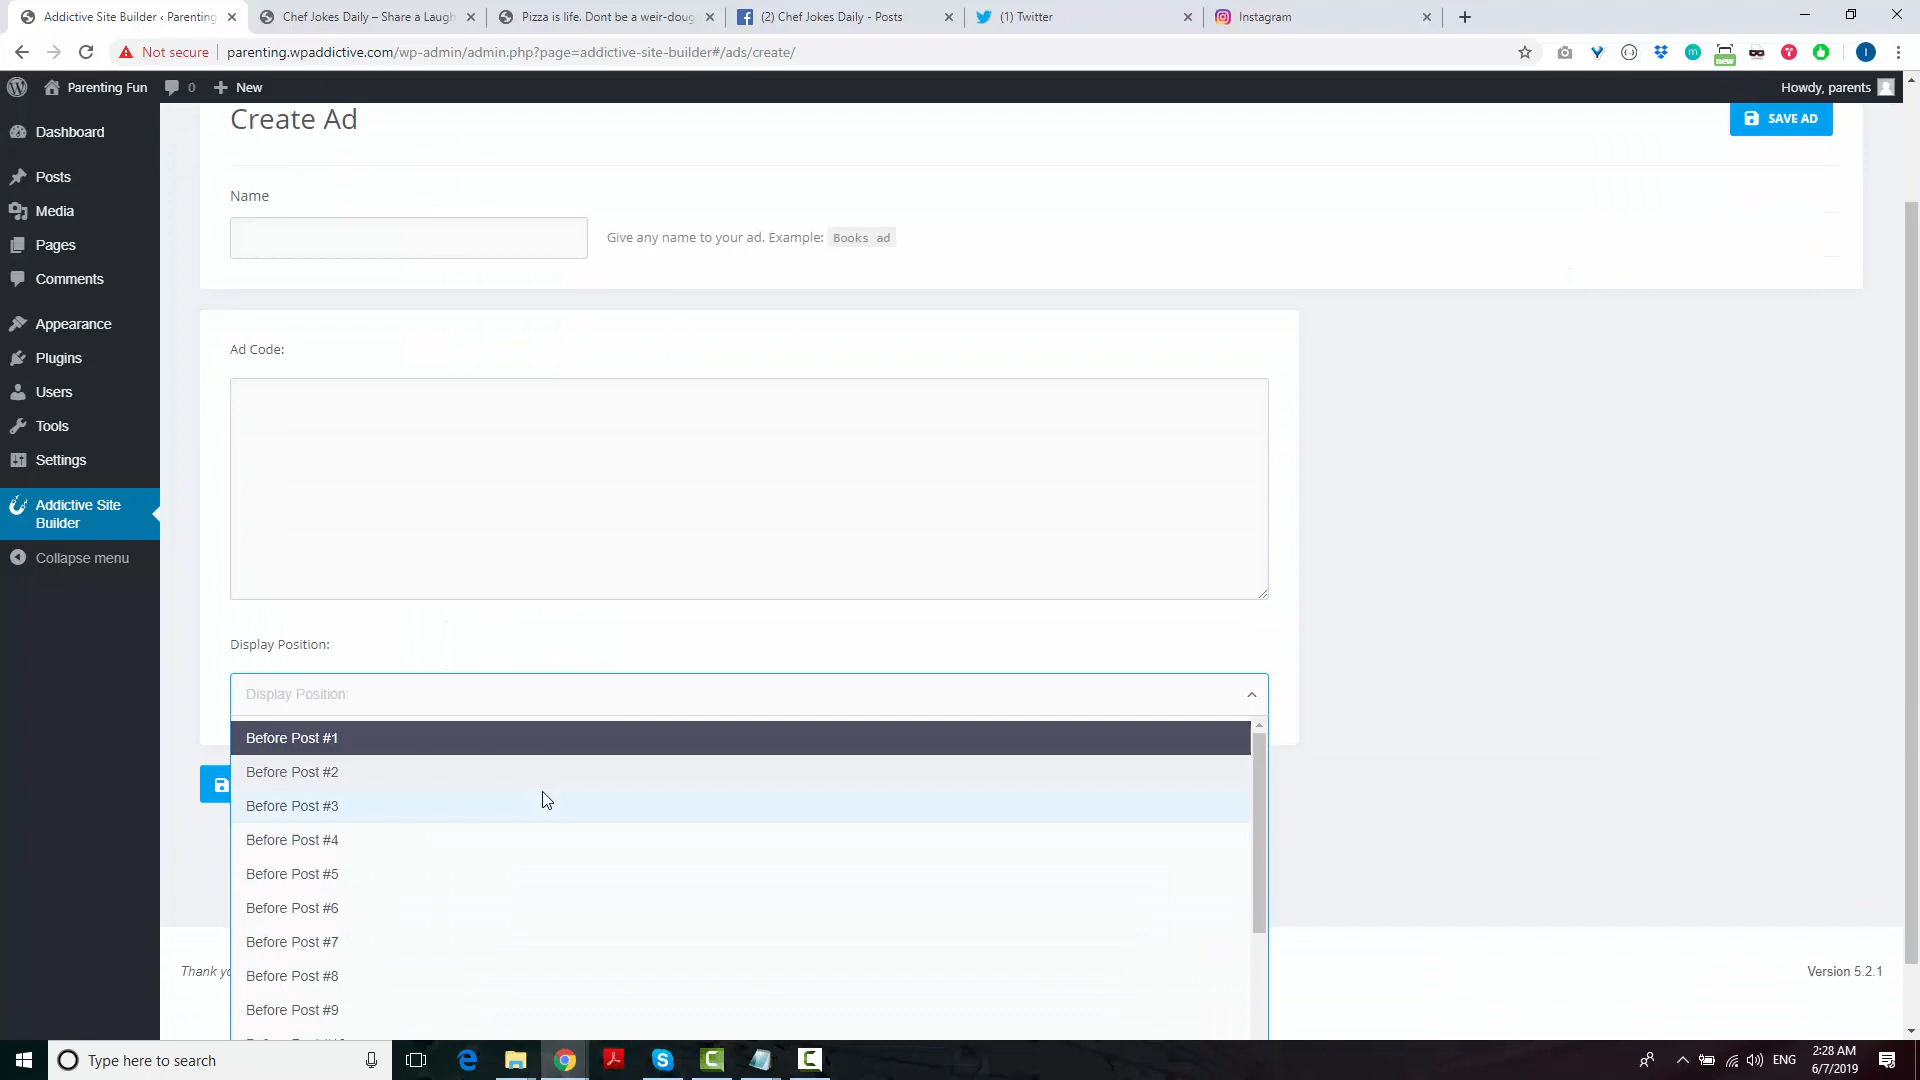 Addictive Site Builder ‹ Parenting
Chef Jokes Daily – Share a Laugh
Pizza is life. Dont be a weir-doug
(2) Chef Jokes Daily - Posts
(1) Twitter
Instagram
Not secure
parenting.wpaddictive.com/wp-admin/admin.php?page=addictive-site-builder#/ads/create/
new
I
Parenting Fun
0
New
Howdy, parents
Dashboard
Posts
Media
Pages
Comments
Appearance
Plugins
Users
Tools
Settings
Addictive Site
Builder
Collapse menu
Create Ad
SAVE AD
Name
Give any name to your ad. Example: Books ad
Ad Code:
Display Position:
Display Position:
Before Post #1
Before Post #2
Before Post #3
Before Post #4
Before Post #5
Before Post #6
Before Post #7
Before Post #8
Before Post #9
Thank yo
Version 5.2.1
Type here to search
ENG
2:28 AM
6/7/2019